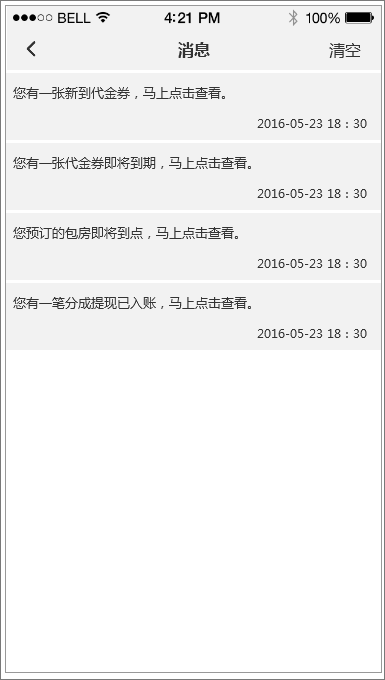 BELL 4:21 PM 100%
消息 清空
您有一张新到代金券，马上点击查看。
2016-05-23 18：30
您有一张代金券即将到期，马上点击查看。
2016-05-23 18：30
您预订的包房即将到点，马上点击查看。
2016-05-23 18：30
您有一笔分成提现已入账，马上点击查看。
2016-05-23 18：30